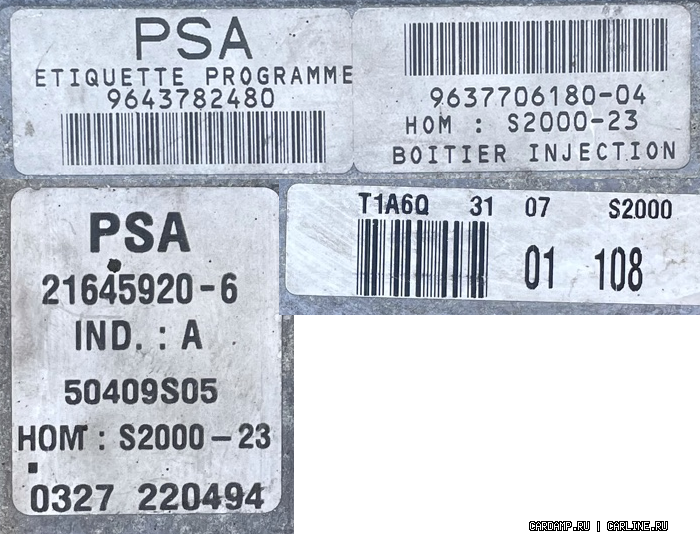 PSA
ETIQUETTE PROGRAMME
9643782480
9637706180-04
HOM : S2000-23
BOITIER INJECTION
PSA
21645920-6
IND. : A
50409S05
HOM : S2000-23
0327 220494
T1A6Q 31 07 S2000
01 108
CARDAMP.RU | CARLINE.RU